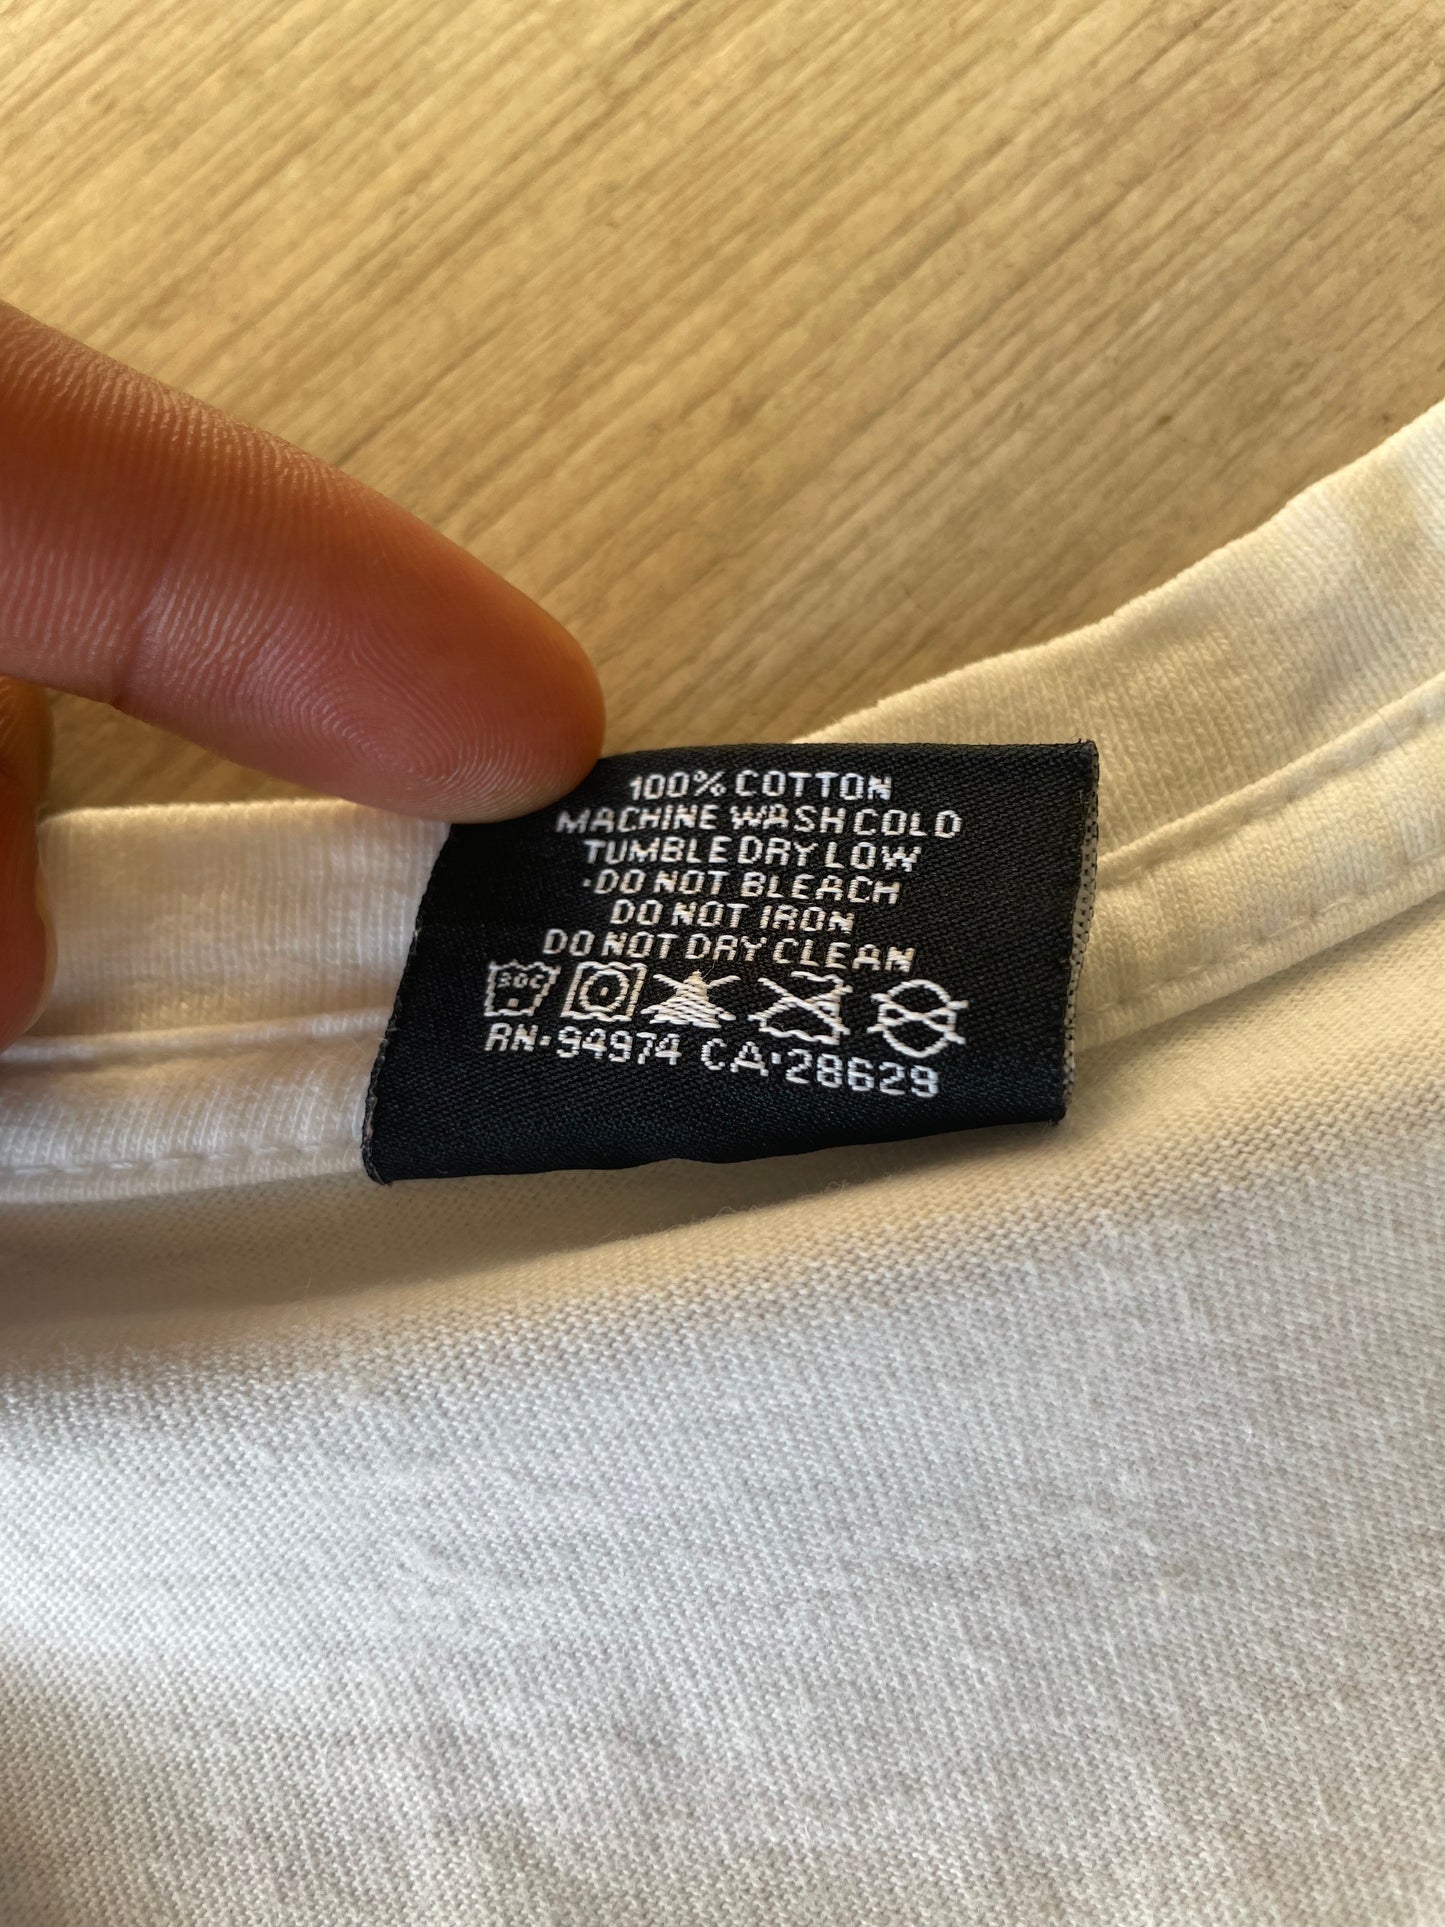 100% COTTON
MACHINE WASH COLD
TUMBLE DRY LOW
·DO NOT BLEACH
DO NOT IRON
DO NOT DRY CLEAN
30C
RN·94974 CA·28629